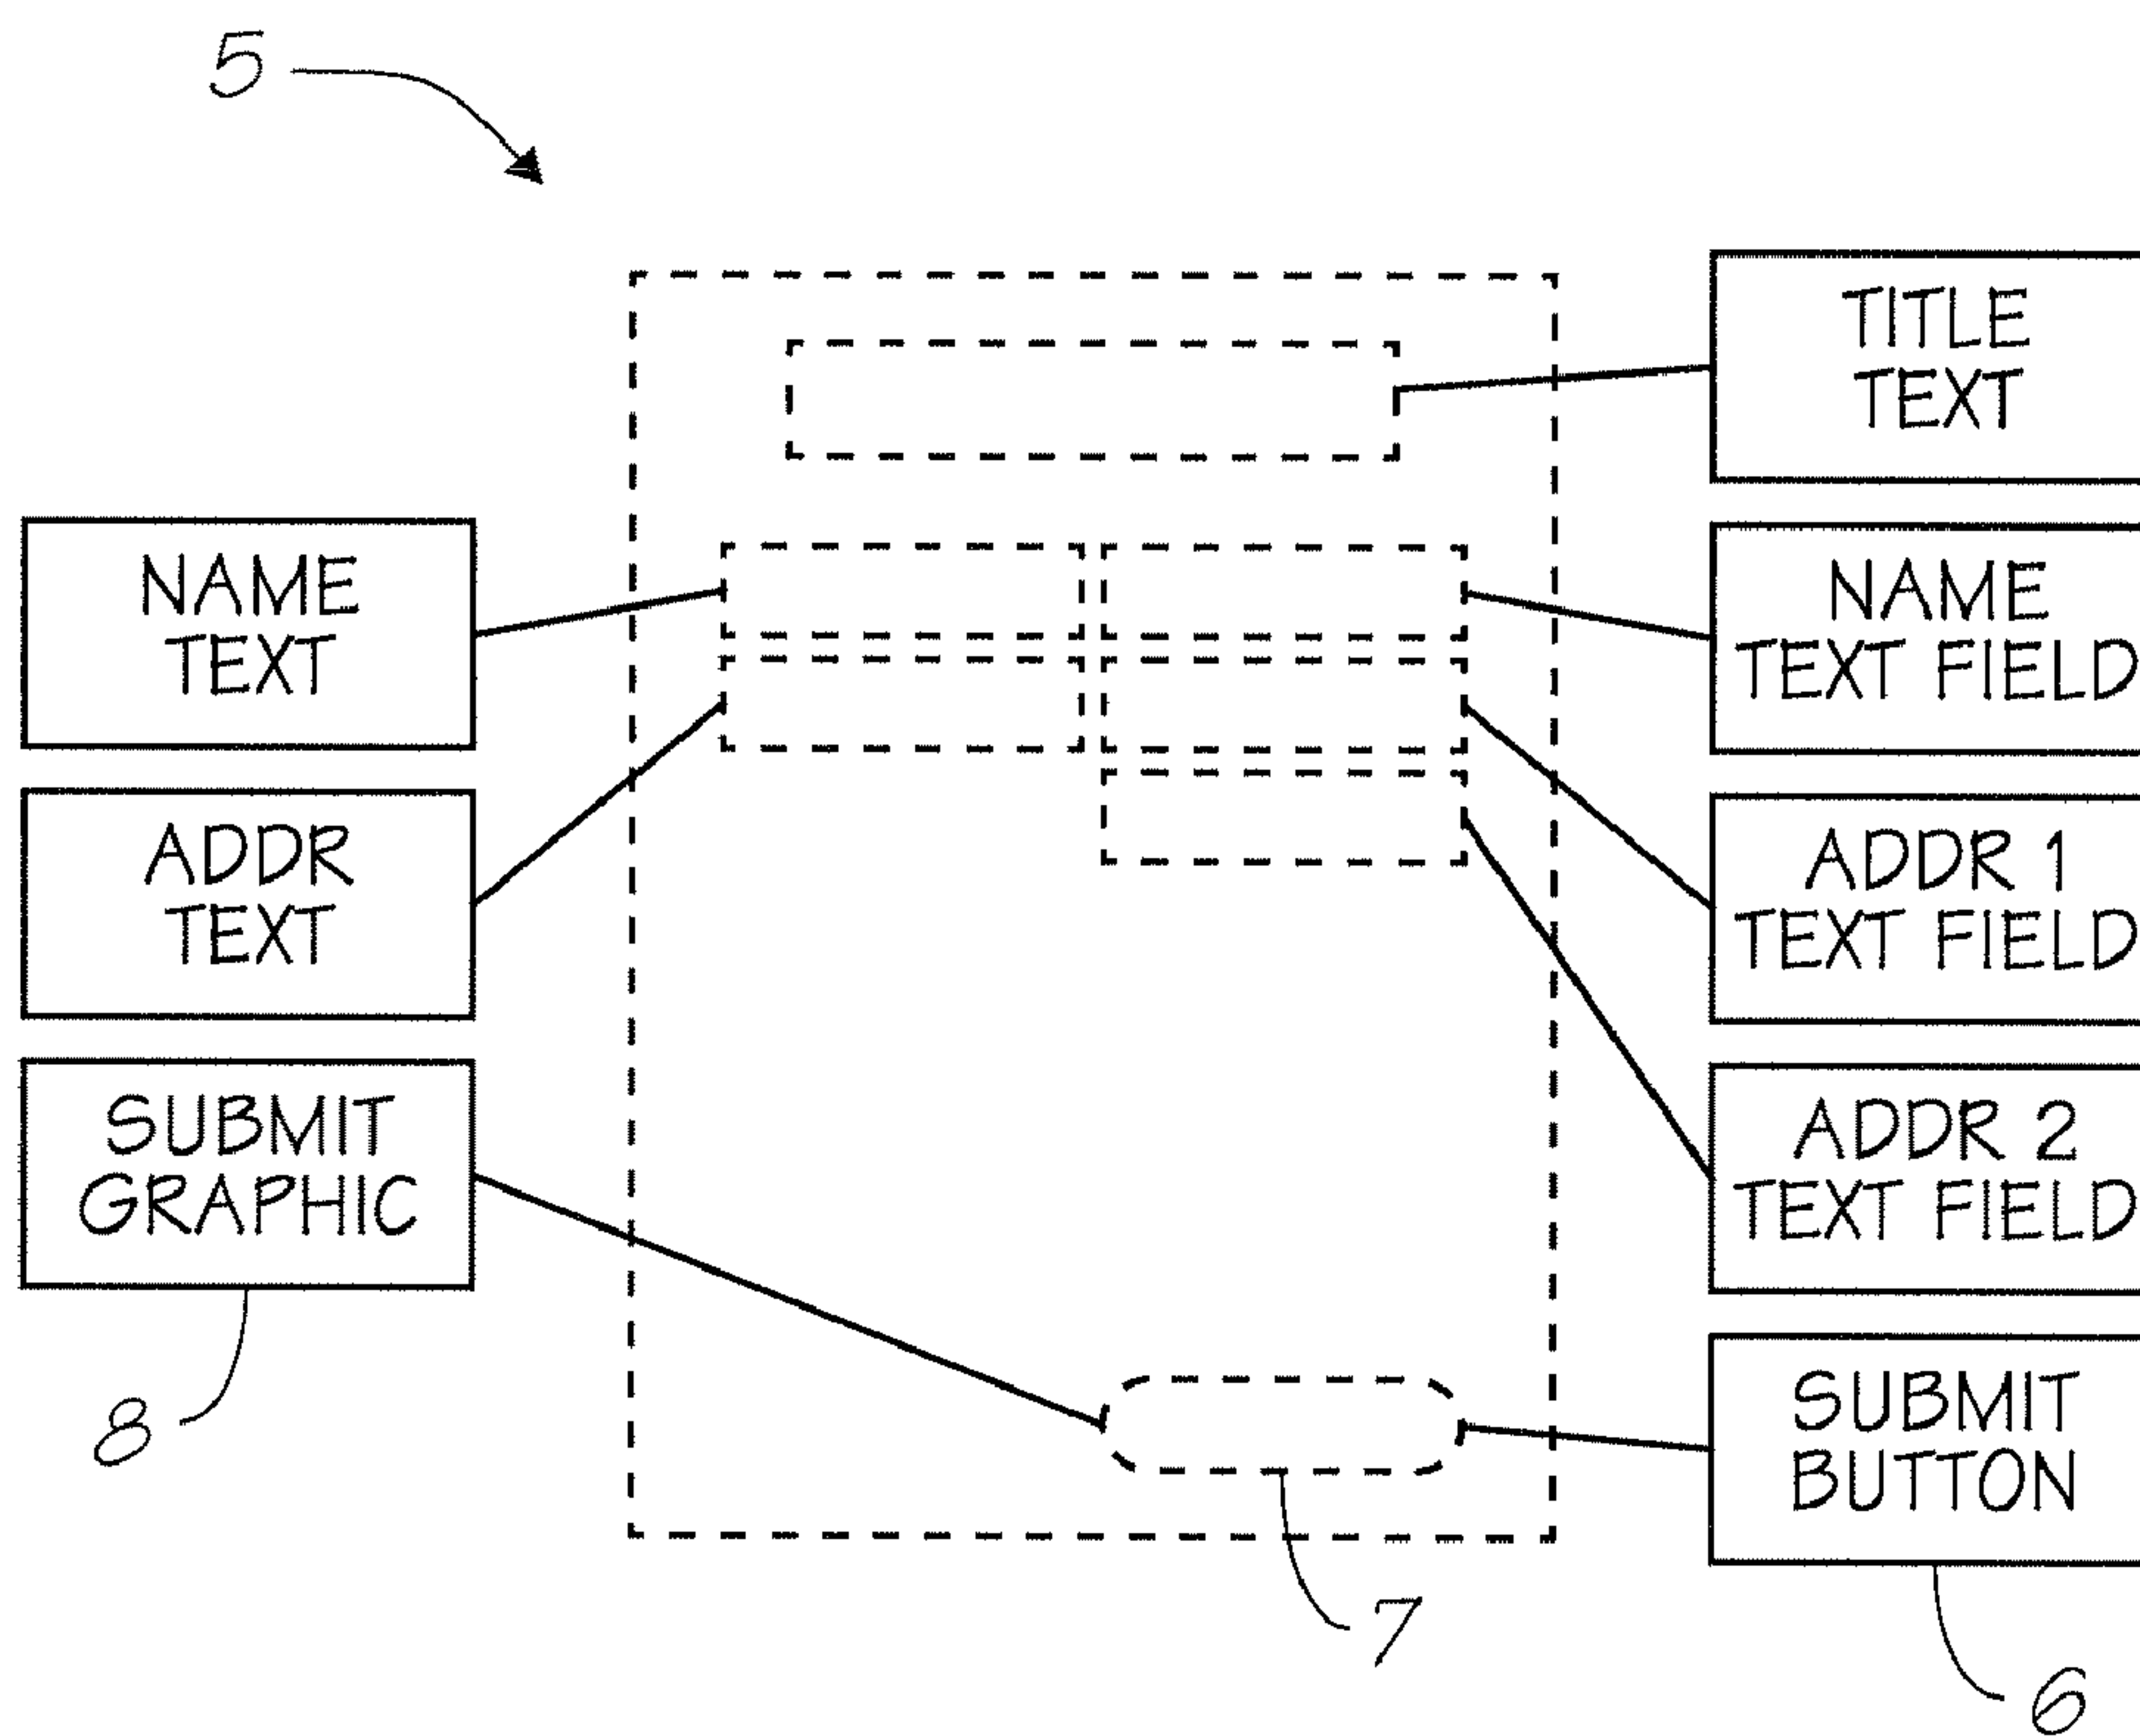 5
TITLE
TEXT
NAME
TEXT
NAME
TEXT FIELD
ADDR
TEXT
ADDR 1
TEXT FIELD
SUBMIT
GRAPHIC
ADDR 2
TEXT FIELD
8
SUBMIT
BUTTON
7
6